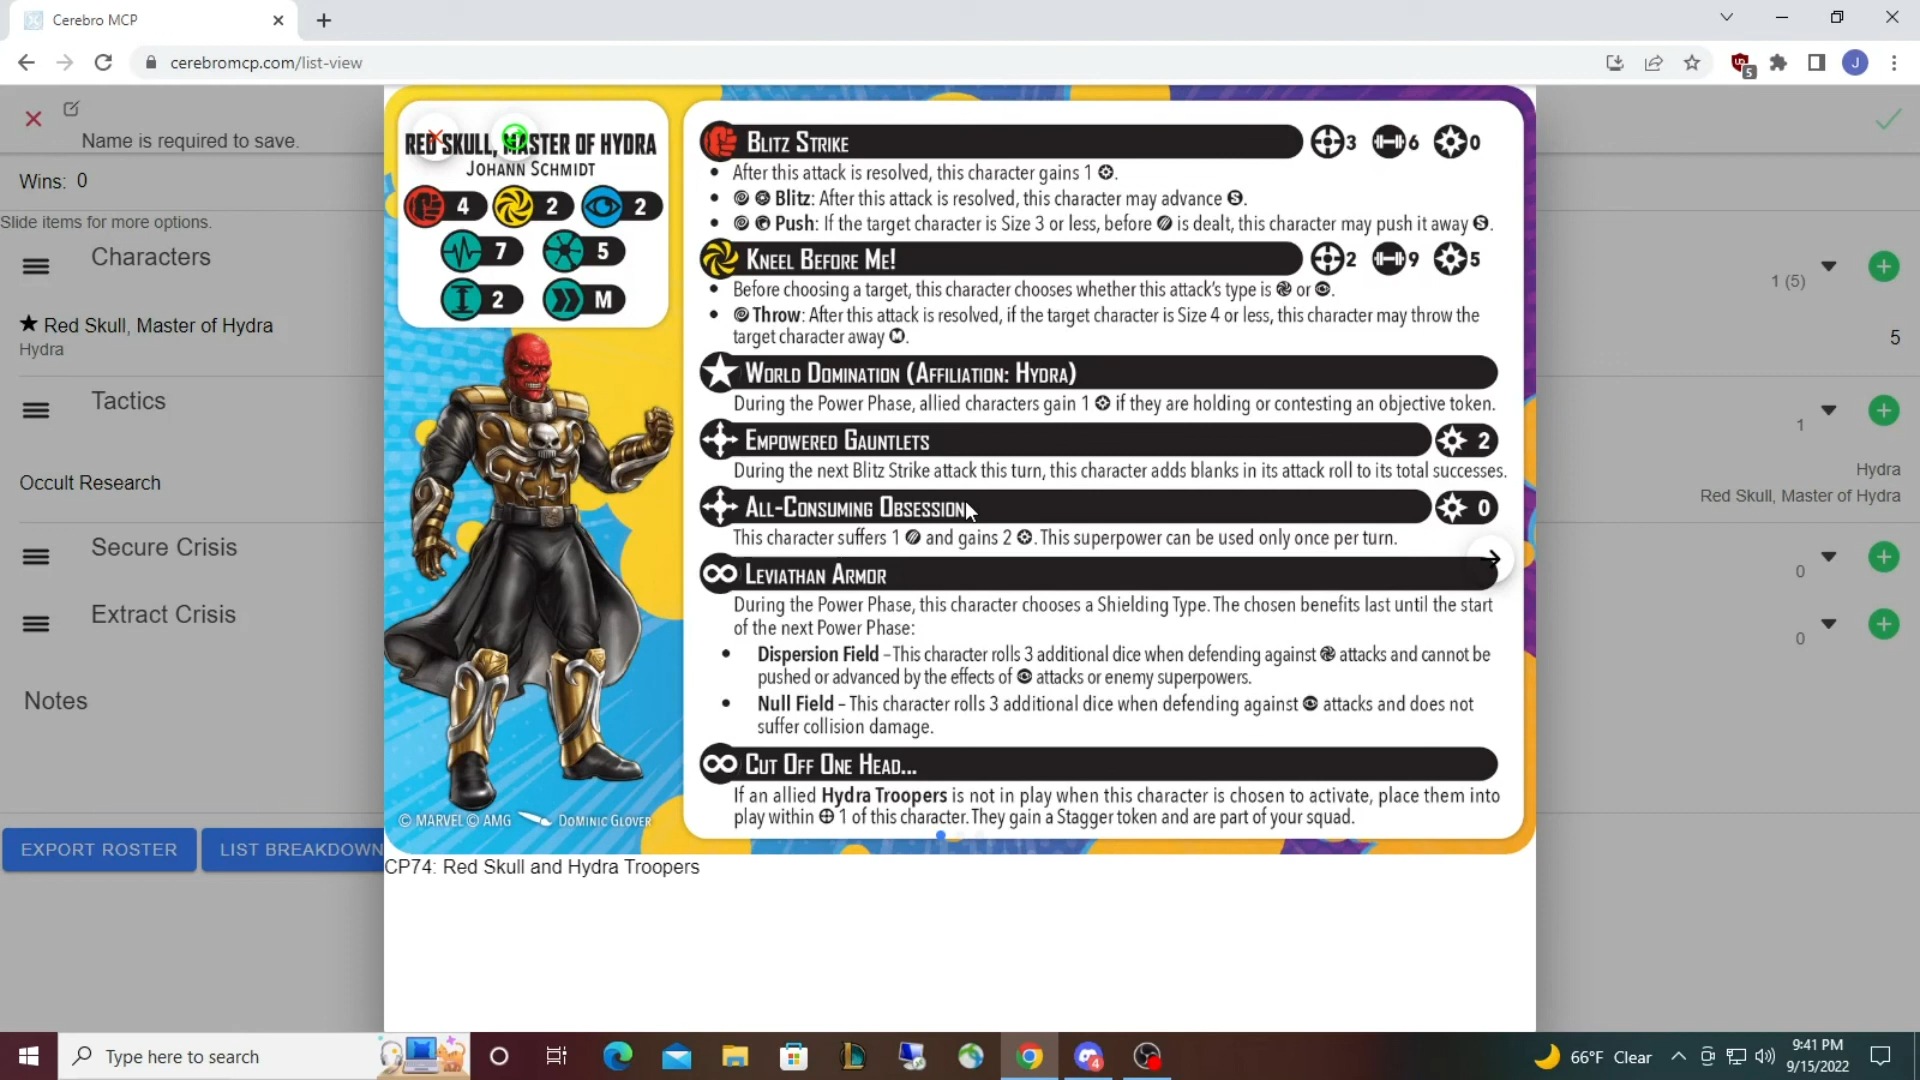 Cerebro MCP
cerebromcp.com/list-view
5
J
Name is required to save.
Wins: 0
Slide items for more options.
Characters
1 (5)
★ Red Skull, Master of Hydra
5
Hydra
Tactics
1
Occult Research
Hydra
Red Skull, Master of Hydra
Secure Crisis
0
Extract Crisis
0
Notes
EXPORT ROSTER
LIST BREAKDOWN
RED SKULL, MASTER OF HYDRA
JOHANN SCHMIDT
4 2 2
7 5
2 M
© MARVEL © AMG DOMINIC GLOVER
BLITZ STRIKE 3 6 0
• After this attack is resolved, this character gains 1 .
• Blitz: After this attack is resolved, this character may advance S.
• Push: If the target character is Size 3 or less, before is dealt, this character may push it away S.
KNEEL BEFORE ME! 2 9 5
• Before choosing a target, this character chooses whether this attack's type is or .
• Throw: After this attack is resolved, if the target character is Size 4 or less, this character may throw the
target character away M.
WORLD DOMINATION (AFFILIATION: HYDRA)
During the Power Phase, allied characters gain 1 if they are holding or contesting an objective token.
EMPOWERED GAUNTLETS 2
During the next Blitz Strike attack this turn, this character adds blanks in its attack roll to its total successes.
ALL-CONSUMING OBSESSION 0
This character suffers 1 and gains 2 . This superpower can be used only once per turn.
LEVIATHAN ARMOR
During the Power Phase, this character chooses a Shielding Type. The chosen benefits last until the start
of the next Power Phase:
• Dispersion Field – This character rolls 3 additional dice when defending against attacks and cannot be
pushed or advanced by the effects of attacks or enemy superpowers.
• Null Field – This character rolls 3 additional dice when defending against attacks and does not
suffer collision damage.
CUT OFF ONE HEAD...
If an allied Hydra Troopers is not in play when this character is chosen to activate, place them into
play within 1 of this character. They gain a Stagger token and are part of your squad.
CP74: Red Skull and Hydra Troopers
Type here to search
4
66°F Clear
9:41 PM
9/15/2022